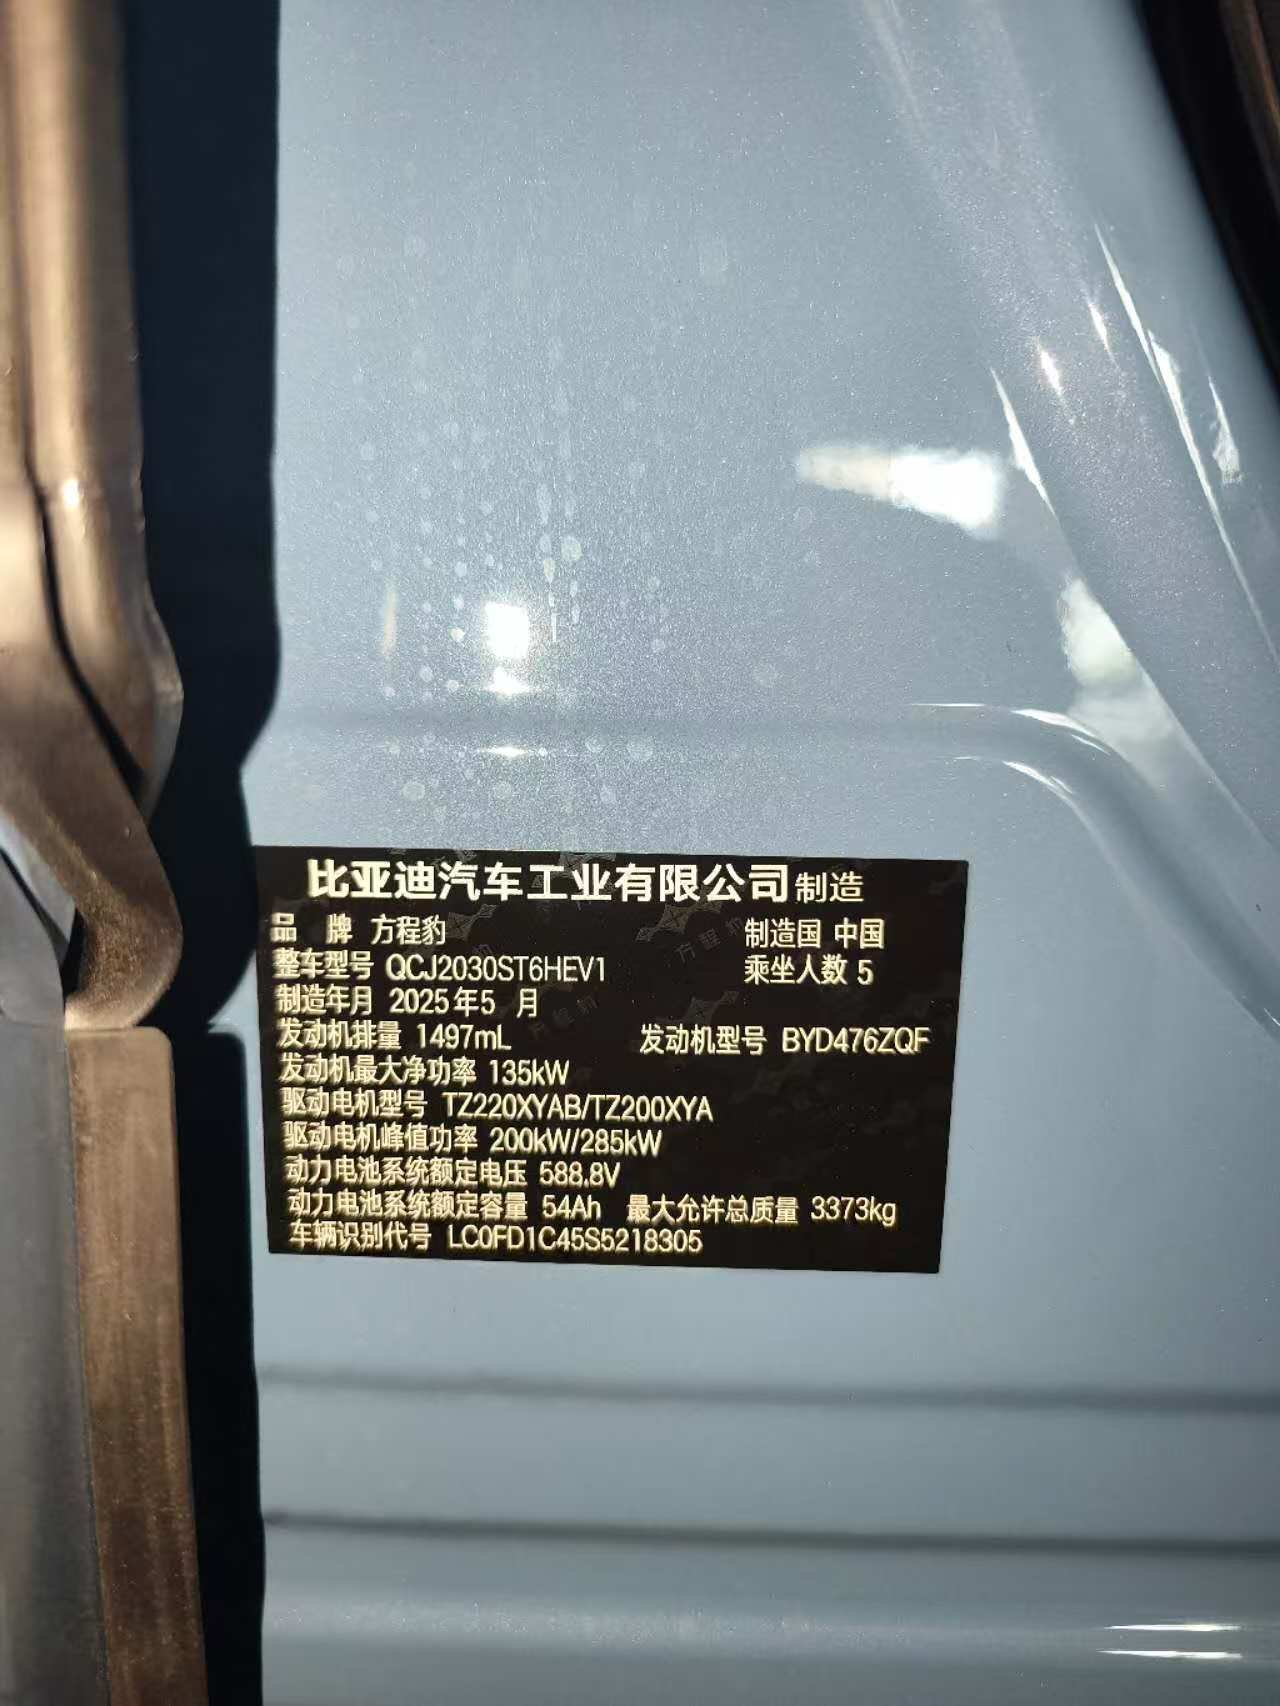 比亚迪汽车工业有限公司制造
品 牌 方程豹 制造国 中国
整车型号 QCJ2030ST6HEV1 乘坐人数 5
制造年月 2025年5 月
发动机排量 1497mL 发动机型号 BYD476ZQF
发动机最大净功率 135kW
驱动电机型号 TZ220XYAB/TZ200XYA
驱动电机峰值功率 200kW/285kW
动力电池系统额定电压 588.8V
动力电池系统额定容量 54Ah 最大允许总质量 3373kg
车辆识别代号 LC0FD1C45S5218305